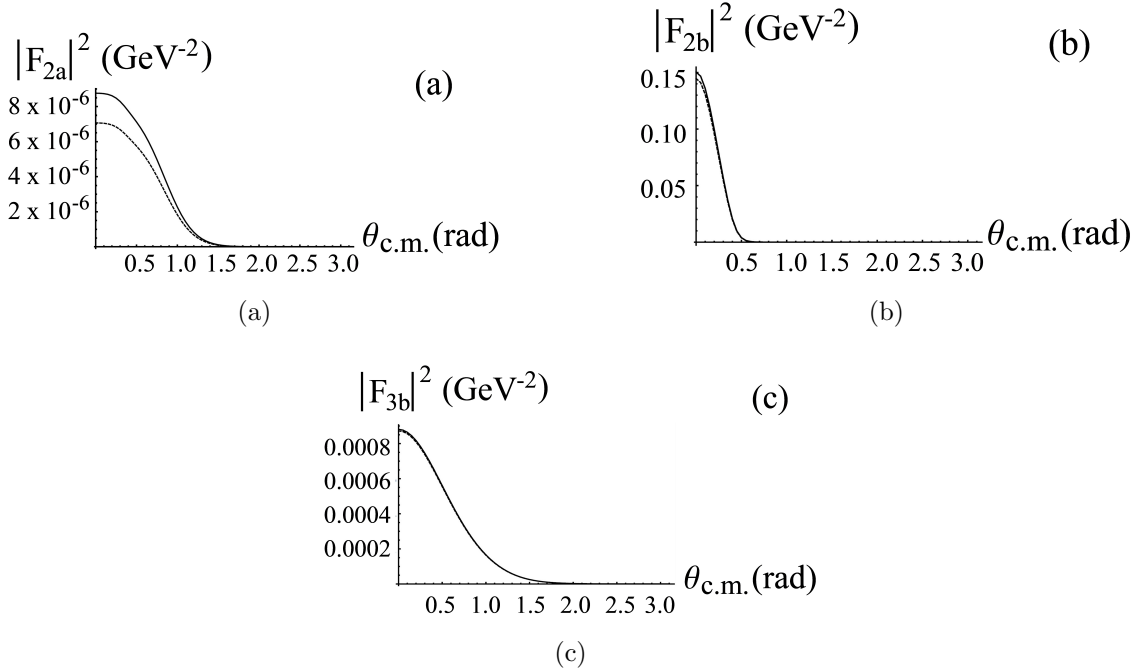 |F2a|² (GeV⁻²)
(a)
8 x 10⁻⁶
6 x 10⁻⁶
4 x 10⁻⁶
2 x 10⁻⁶
θc.m.(rad)
0.5 1.0 1.5 2.0 2.5 3.0
(a)
|F2b|² (GeV⁻²)
(b)
0.15
0.10
0.05
θc.m.(rad)
0.5 1.0 1.5 2.0 2.5 3.0
(b)
|F3b|² (GeV⁻²)
(c)
0.0008
0.0006
0.0004
0.0002
θc.m.(rad)
0.5 1.0 1.5 2.0 2.5 3.0
(c)